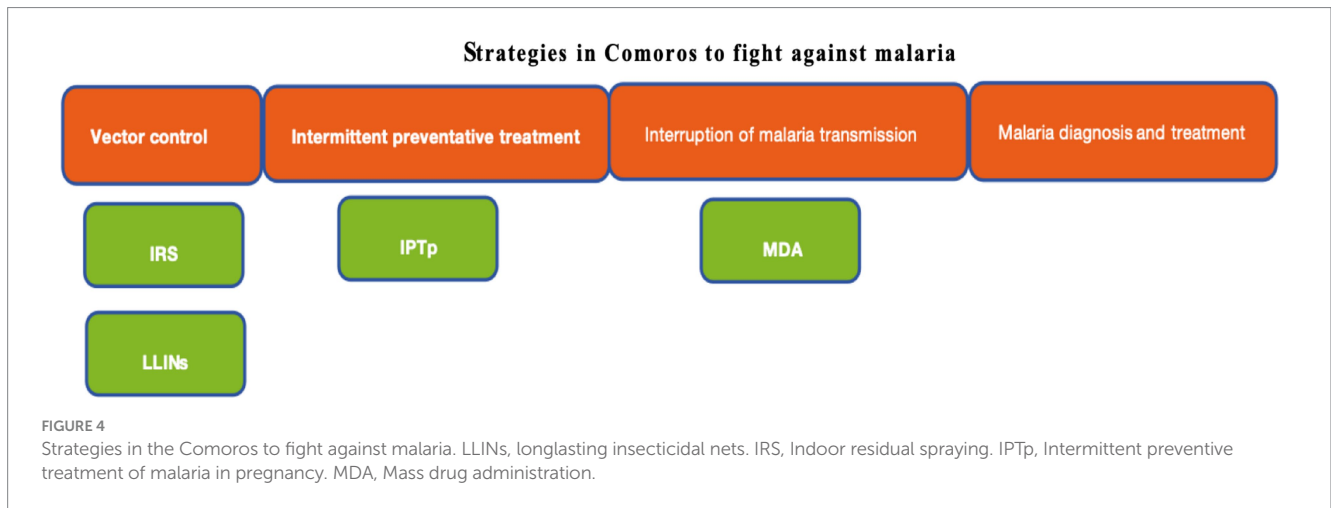 Strategies in Comoros to fight against malaria
Vector control
Intermittent preventative treatment
Interruption of malaria transmission
Malaria diagnosis and treatment
IRS
IPTp
MDA
LLINs
FIGURE 4
Strategies in the Comoros to fight against malaria. LLINs, longlasting insecticidal nets. IRS, Indoor residual spraying. IPTp, Intermittent preventive
treatment of malaria in pregnancy. MDA, Mass drug administration.